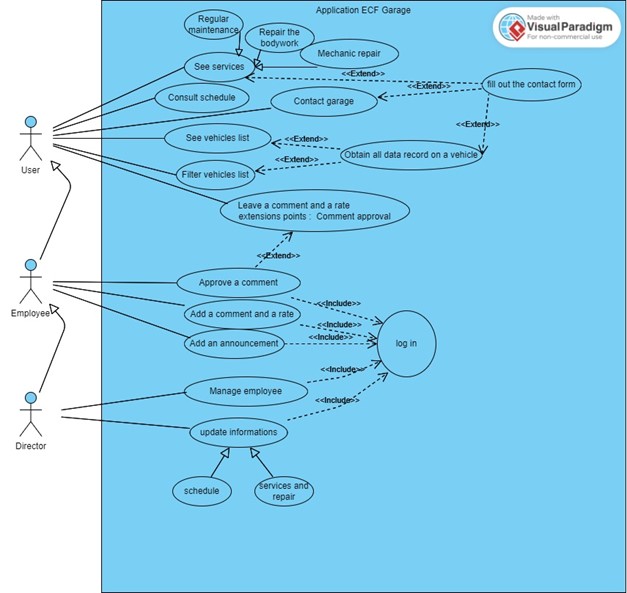 Application ECF Garage
Made with
VisualParadigm
For non-commercial use
Regular
maintenance
Repair the
bodywork
Mechanic repair
See services
<<Extend>>
fill out the contact form
<<Extend>>
Consult schedule
Contact garage
<<Extend>>
User
See vehicles list
<<Extend>>
Obtain all data record on a vehicle
<<Extend>>
Filter vehicles list
Leave a comment and a rate
extensions points : Comment approval
<<Extend>>
Employee
Approve a comment
<<Include>>
Add a comment and a rate
<<Include>>
<<Include>>
Add an announcement
log in
<<Include>>
Manage employee
<<Include>>
Director
update informations
schedule
services and
repair